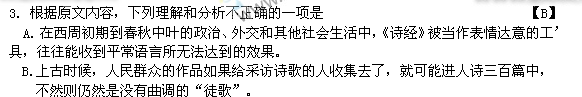 3. 根据原文内容，下列理解和分析不正确的一项是 【B】
A. 在西周初期到春秋中叶的政治、外交和其他社会生活中，《诗经》被当作表情达意的工
具，往往能收到平常语言所无法达到的效果。
B. 上古时候，人民群众的作品如果给采访诗歌的人收集去了，就可能进人诗三百篇中，
不然则仍然是没有曲调的“徒歌”。